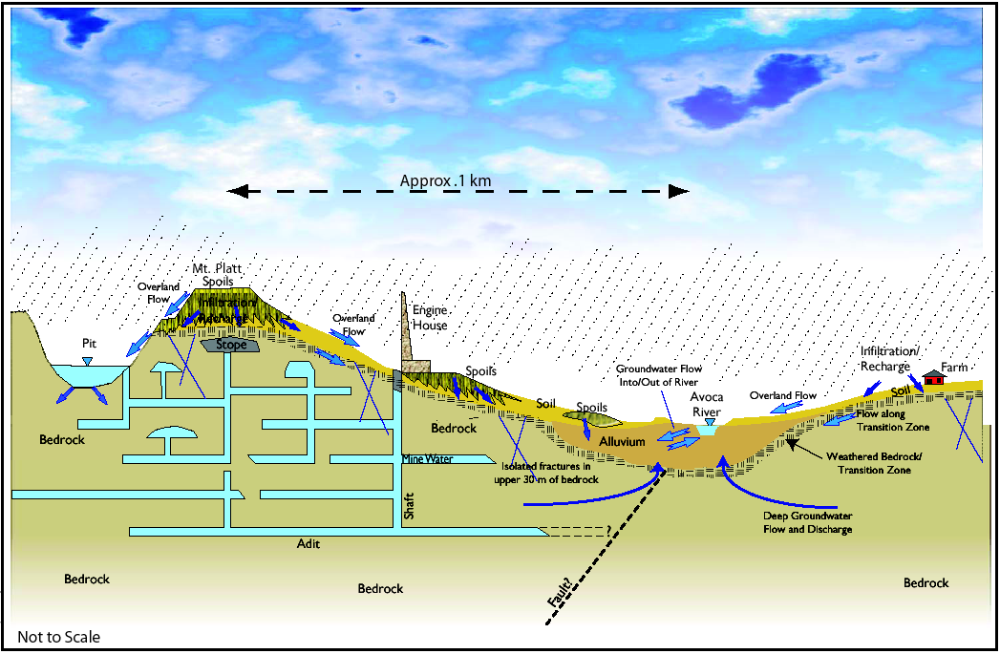 Approx .1 km
Mt. Platt
Spoils
Overland
Flow
Infiltration/
Recharge
Overland
Flow
Engine
House
Pit
Stope
Spoils
Groundwater Flow
Into/Out of River
Infiltration/
Recharge
Farm
Soil
Spoils
Avoca
River
Overland Flow
Soil
Flow along
Transition Zone
Bedrock
Bedrock
Alluvium
Weathered Bedrock/
Transition Zone
Mine Water
Isolated fractures in
upper 30 m of bedrock
Shaft
Deep Groundwater
Flow and Discharge
?
Adit
Fault?
Bedrock
Bedrock
Bedrock
Not to Scale